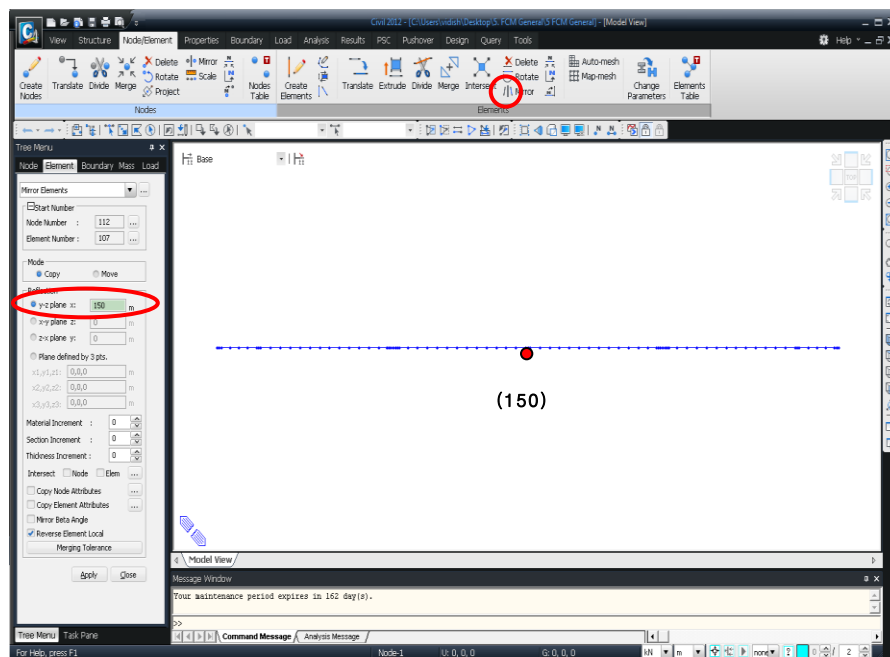 Civil 2012 - [C:\Users\vidish\Desktop\5. FCM General\5 FCM General] - [Model View]
View Structure Node/Element Properties Boundary Load Analysis Results PSC Pushover Design Query Tools Help
Create Nodes
Translate Divide Merge
Delete
Rotate
Project
Mirror
Scale
Nodes Table
Create Elements
Translate Extrude Divide Merge Intersect
Delete
Rotate
Mirror
Auto-mesh
Map-mesh
Change Parameters
Elements Table
Nodes
Elements
Tree Menu
Node Element Boundary Mass Load
Mirror Elements
Start Number
Node Number : 112
Element Number : 107
Mode
Copy Move
Reflection
y-z plane x: 150 m
x-y plane z: 0 m
z-x plane y: 0 m
Plane defined by 3 pts.
x1,y1,z1: 0,0,0 m
x2,y2,z2: 0,0,0 m
x3,y3,z3: 0,0,0 m
Material Increment : 0
Section Increment : 0
Thickness Increment : 0
Intersect Node Elem
Copy Node Attributes
Copy Element Attributes
Mirror Beta Angle
Reverse Element Local
Merging Tolerance
Apply Close
Tree Menu Task Pane
Base
TOP
(150)
Model View
Message Window
Your maintenance period expires in 162 day(s).
>>
Command Message Analysis Message
For Help, press F1
Node-1
U: 0, 0, 0
G: 0, 0, 0
kN m none 0 / 2